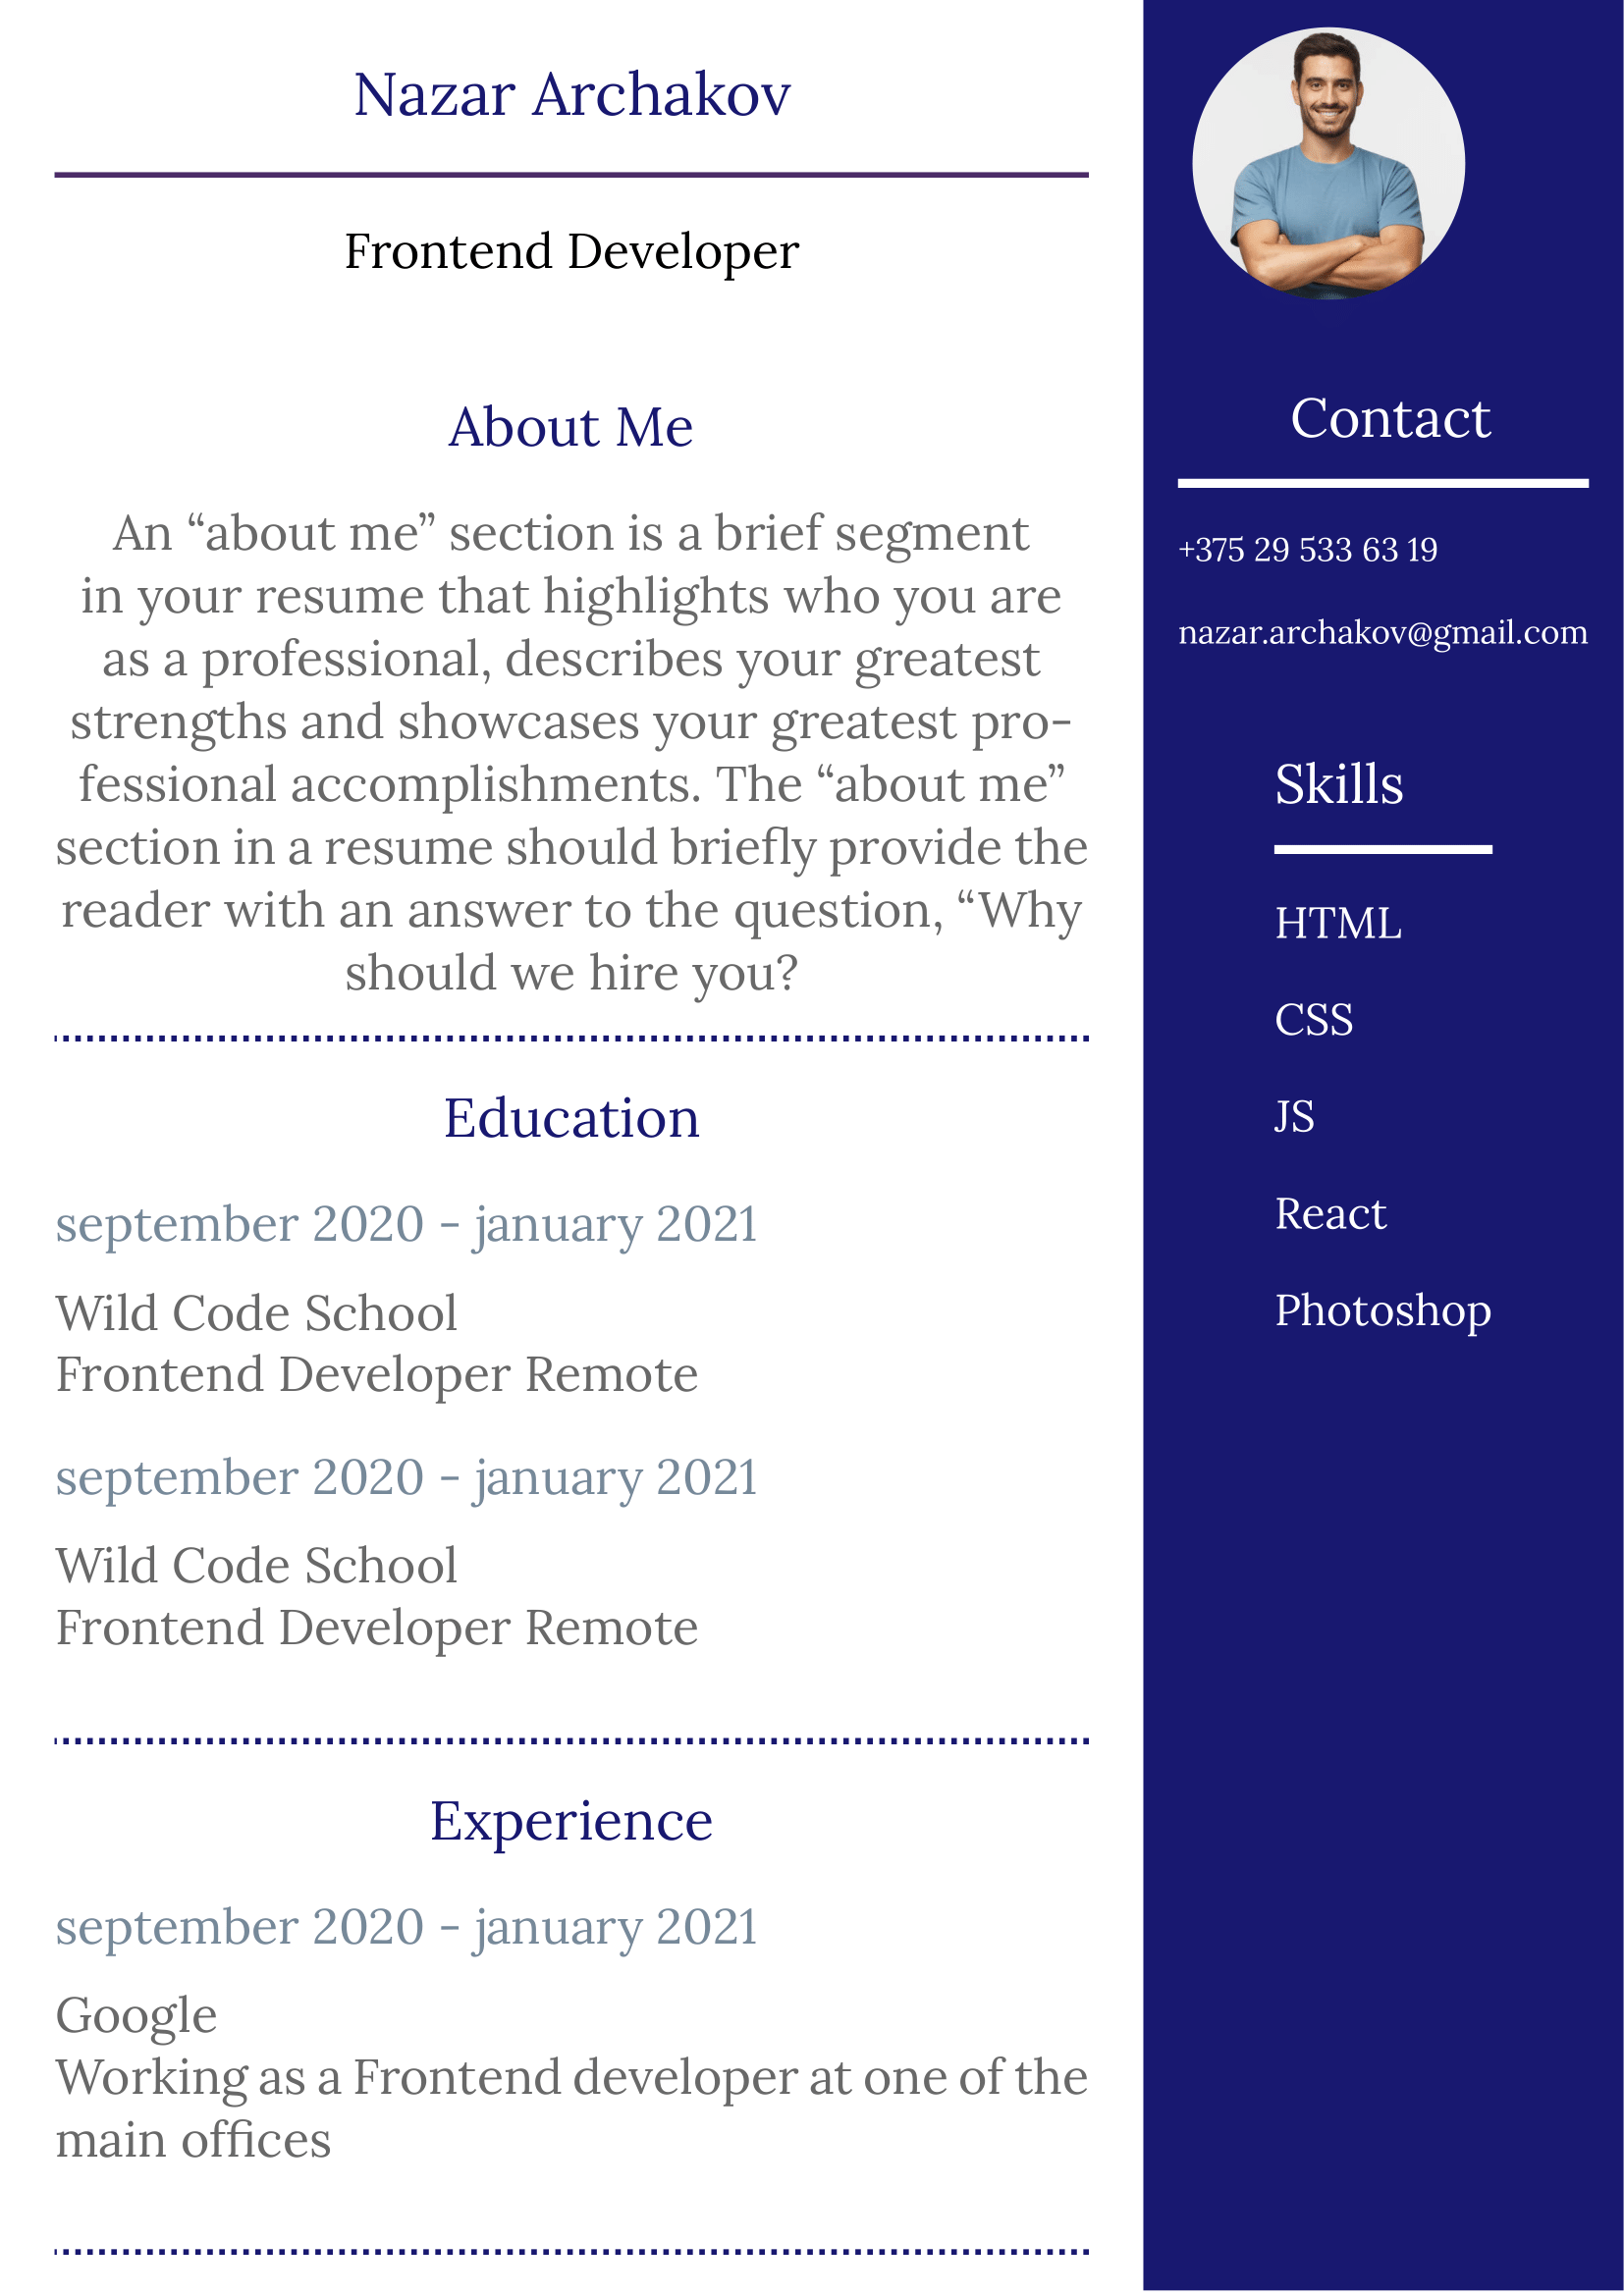 Nazar Archakov
Frontend Developer
About Me
An “about me” section is a brief segment
in your resume that highlights who you are
as a professional, describes your greatest
strengths and showcases your greatest pro-
fessional accomplishments. The “about me”
section in a resume should briefly provide the
reader with an answer to the question, “Why
should we hire you?
Education
september 2020 - january 2021
Wild Code School
Frontend Developer Remote
september 2020 - january 2021
Wild Code School
Frontend Developer Remote
Experience
september 2020 - january 2021
Google
Working as a Frontend developer at one of the
main offices
Contact
+375 29 533 63 19
nazar.archakov@gmail.com
Skills
HTML
CSS
JS
React
Photoshop